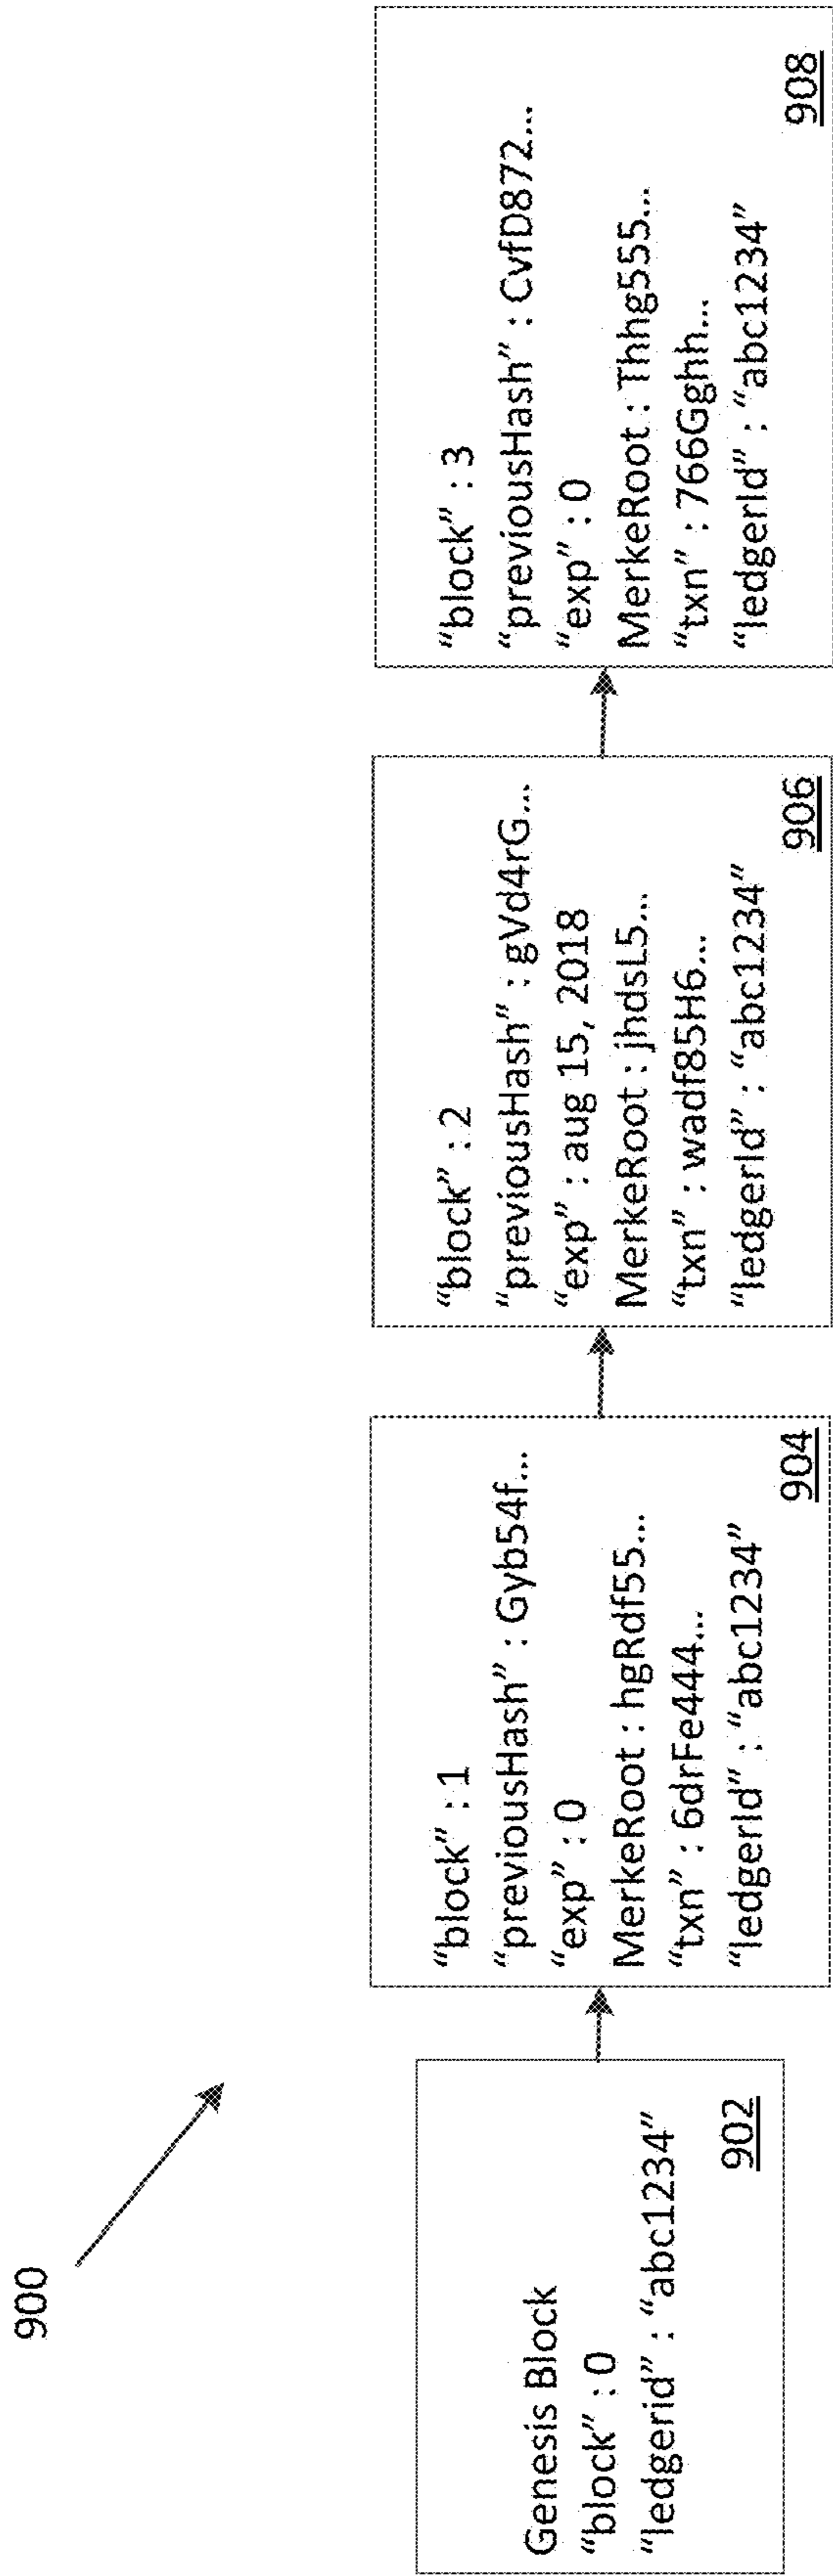 900
Genesis Block
“block” : 0
“ledgerid” : “abc1234”
902
“block” : 1
“previousHash” : Gyb54f...
“exp” : 0
MerkeRoot : hgRdf55...
“txn” : 6drFe444...
“ledgerId” : “abc1234”
904
“block” : 2
“previousHash” : gVd4rG...
“exp” : aug 15, 2018
MerkeRoot : jhdsL5...
“txn” : wadf85H6...
“ledgerId” : “abc1234”
906
“block” : 3
“previousHash” : CvfD872...
“exp” : 0
MerkeRoot : Thhg555...
“txn” : 766Gghh...
“ledgerId” : “abc1234”
908